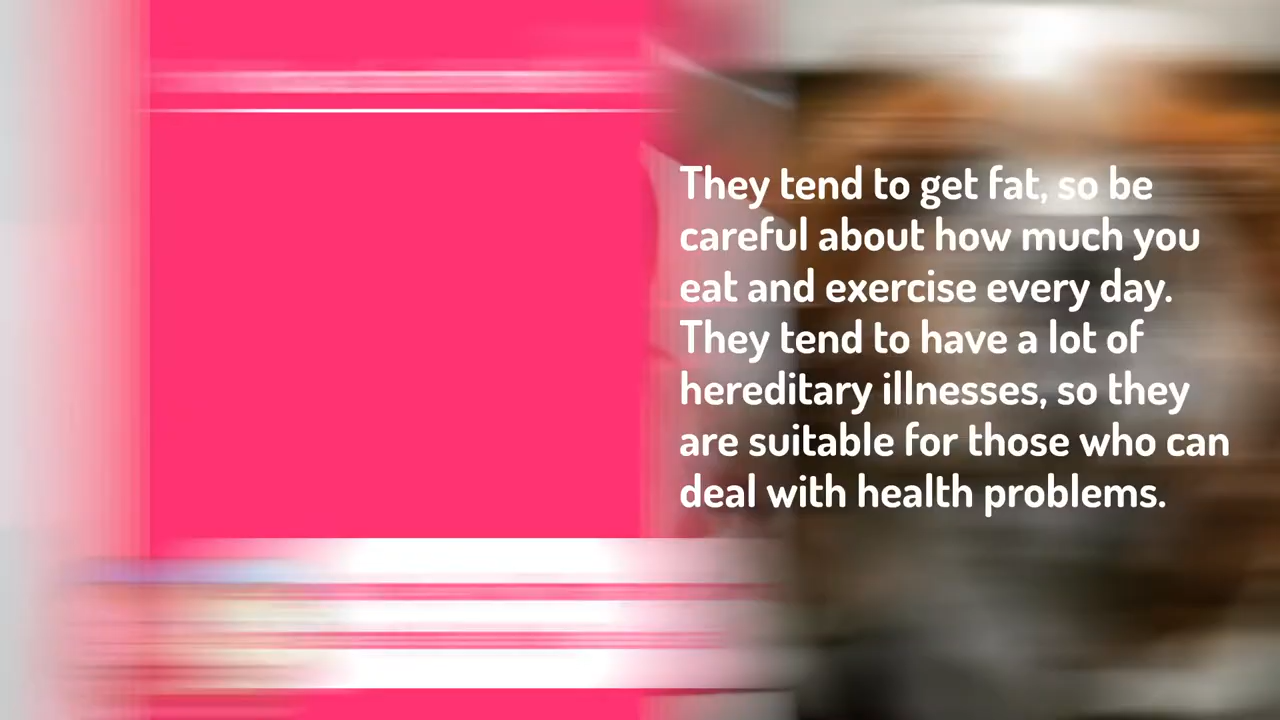 They tend to get fat, so be
careful about how much you
eat and exercise every day.
They tend to have a lot of
hereditary illnesses, so they
are suitable for those who can
deal with health problems.